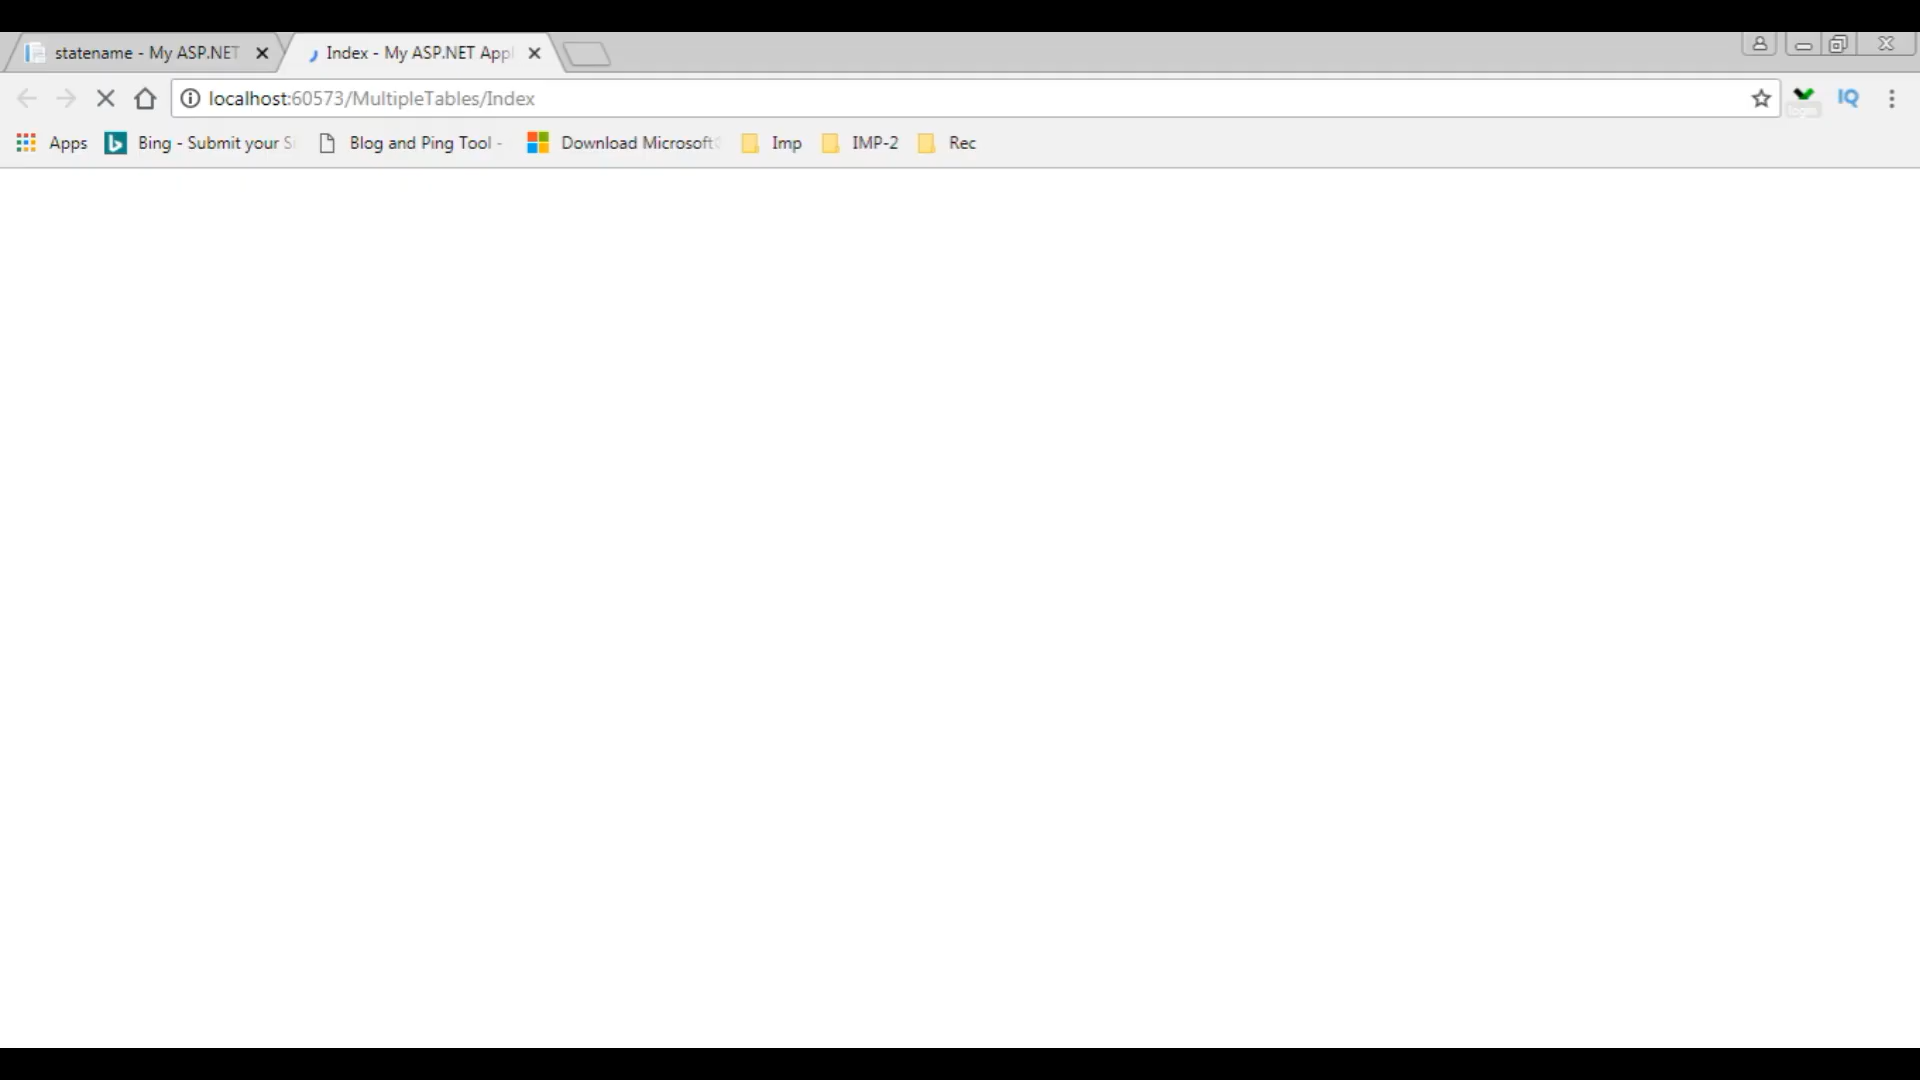 statename - My ASP.NET
Index - My ASP.NET Appl
localhost:60573/MultipleTables/Index
IQ
Apps
Bing - Submit your S
Blog and Ping Tool -
Download Microsoft
Imp
IMP-2
Rec